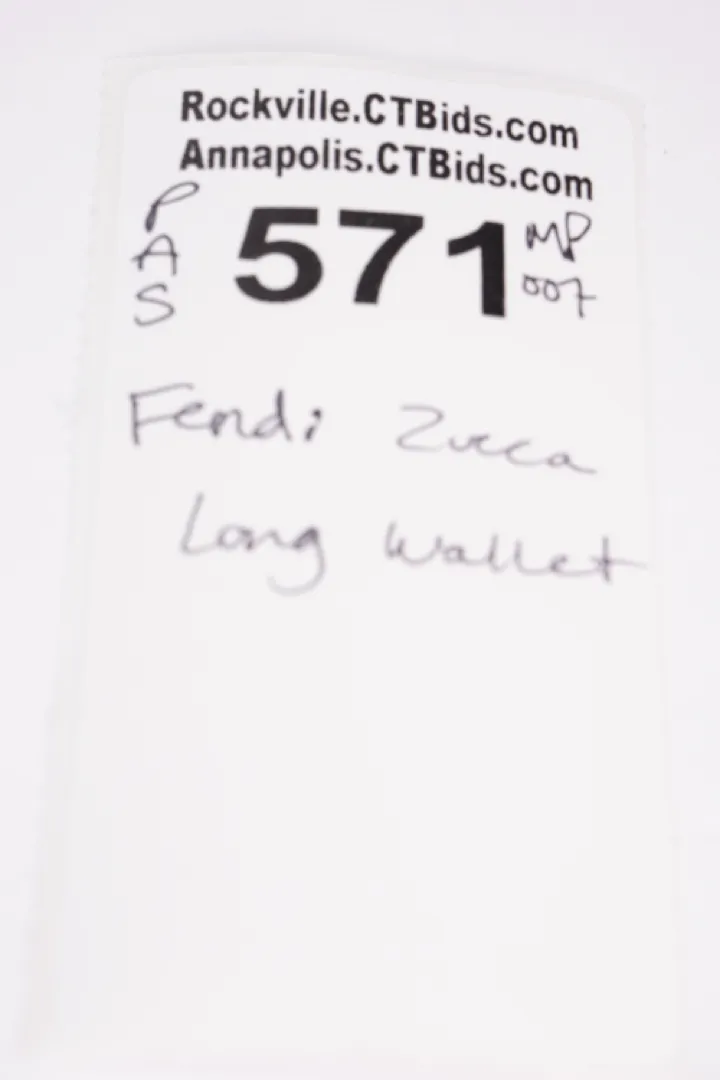 Rockville.CTBids.com
Annapolis.CTBids.com
PAS
571
MP
007
Fendi Zucca
Long Wallet